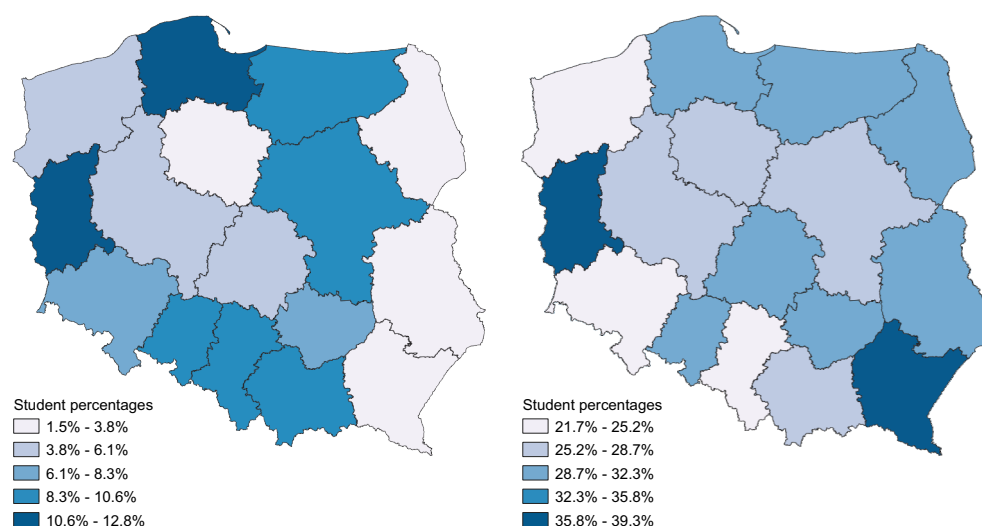 Student percentages
1.5% - 3.8%
3.8% - 6.1%
6.1% - 8.3%
8.3% - 10.6%
10.6% - 12.8%
Student percentages
21.7% - 25.2%
25.2% - 28.7%
28.7% - 32.3%
32.3% - 35.8%
35.8% - 39.3%